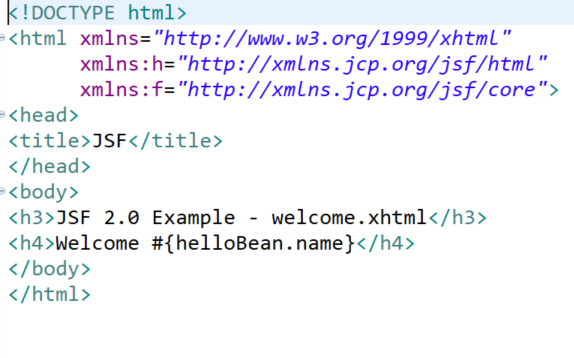 <!DOCTYPE html>
<html xmlns="http://www.w3.org/1999/xhtml"
xmlns:h="http://xmlns.jcp.org/jsf/html"
xmlns:f="http://xmlns.jcp.org/jsf/core">
<head>
<title>JSF</title>
</head>
<body>
<h3>JSF 2.0 Example - welcome.xhtml</h3>
<h4>Welcome #{helloBean.name}</h4>
</body>
</html>